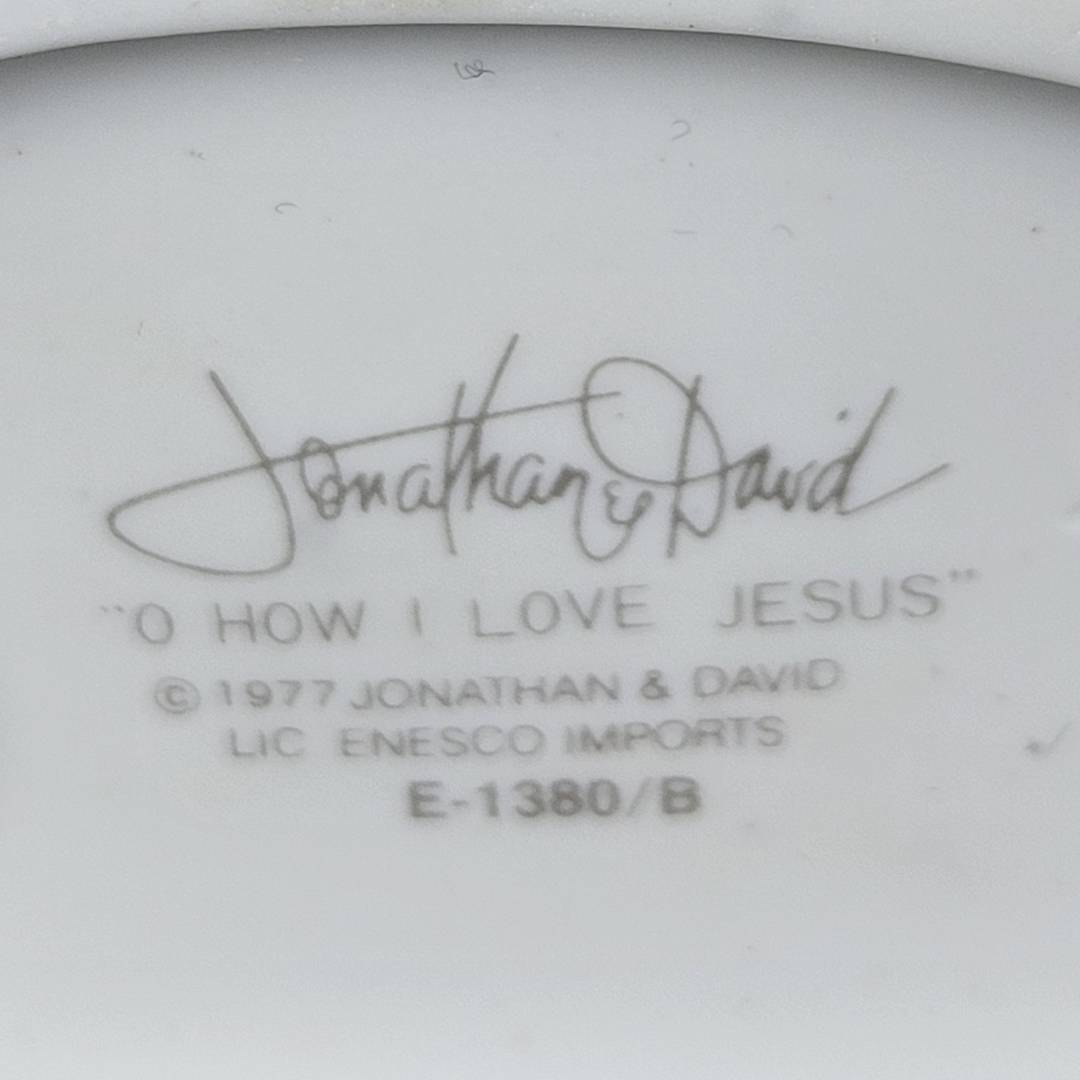 Jonathan & David
"O HOW I LOVE JESUS"
© 1977 JONATHAN & DAVID
LIC ENESCO IMPORTS
E-1380/B